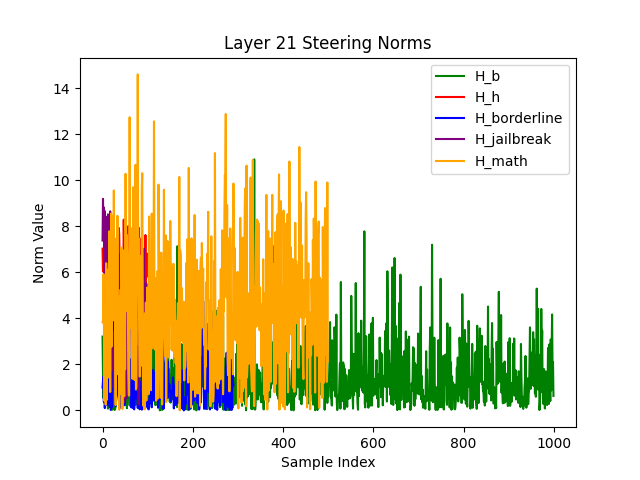 Layer 21 Steering Norms
H_b
H_h
H_borderline
H_jailbreak
H_math
Norm Value
14
12
10
8
6
4
2
0
0 200 400 600 800 1000
Sample Index